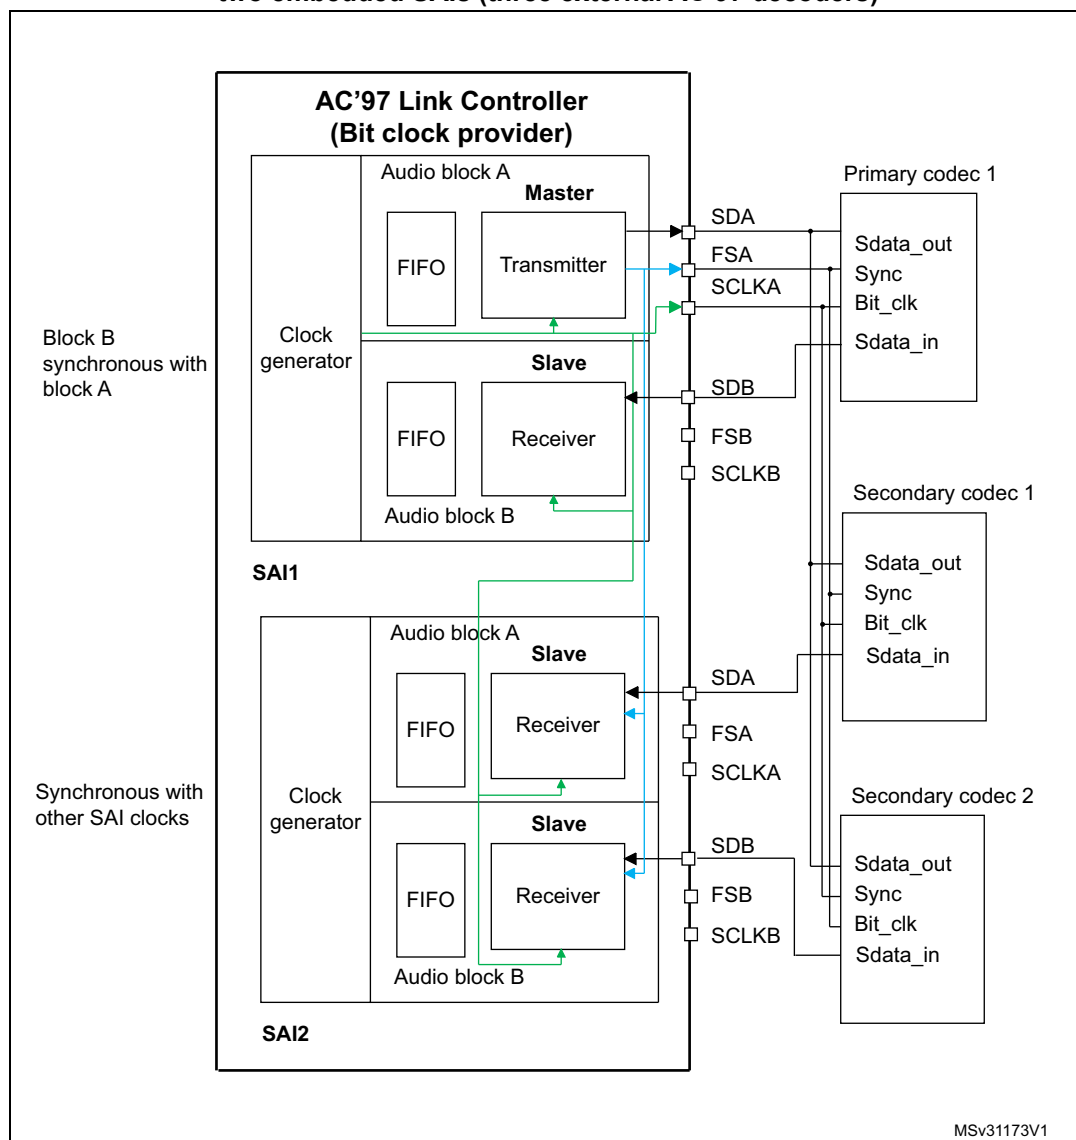 AC’97 Link Controller
(Bit clock provider)
Audio block A
Master
FIFO
Transmitter
Clock
generator
Slave
FIFO
Receiver
Audio block B
SAI1
Block B
synchronous with
block A
SDA
FSA
SCLKA
SDB
FSB
SCLKB
Primary codec 1
Sdata_out
Sync
Bit_clk
Sdata_in
Secondary codec 1
Sdata_out
Sync
Bit_clk
Sdata_in
Audio block A
Slave
FIFO
Receiver
Clock
generator
Slave
FIFO
Receiver
Audio block B
SAI2
Synchronous with
other SAI clocks
SDA
FSA
SCLKA
SDB
FSB
SCLKB
Secondary codec 2
Sdata_out
Sync
Bit_clk
Sdata_in
MSv31173V1